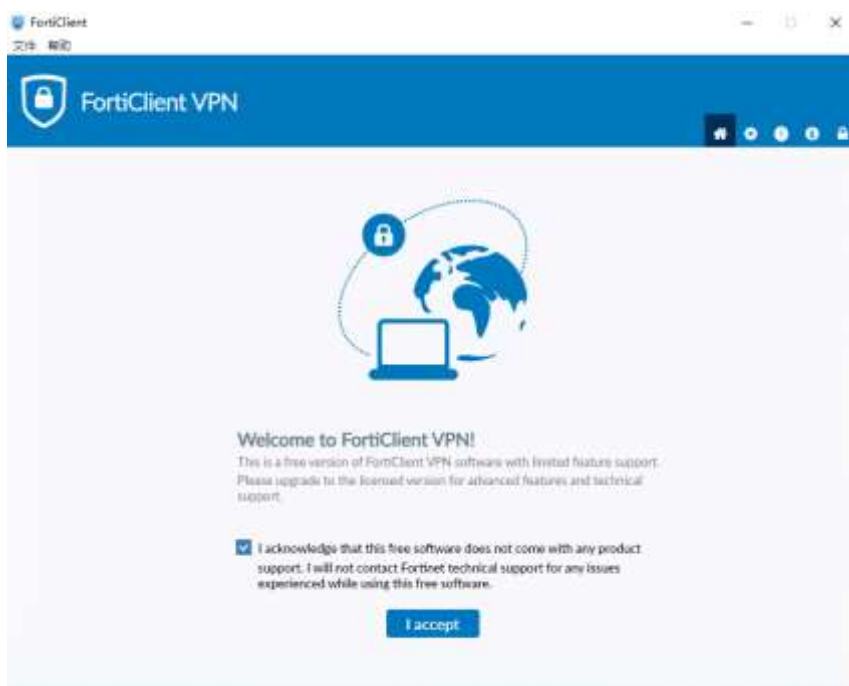 FortiClient
文件 帮助
FortiClient VPN
Welcome to FortiClient VPN!
This is a free version of FortiClient VPN software with limited feature support.
Please upgrade to the licensed version for advanced features and technical
support.
I acknowledge that this free software does not come with any product
support. I will not contact Fortinet technical support for any issues
experienced while using this free software.
I accept